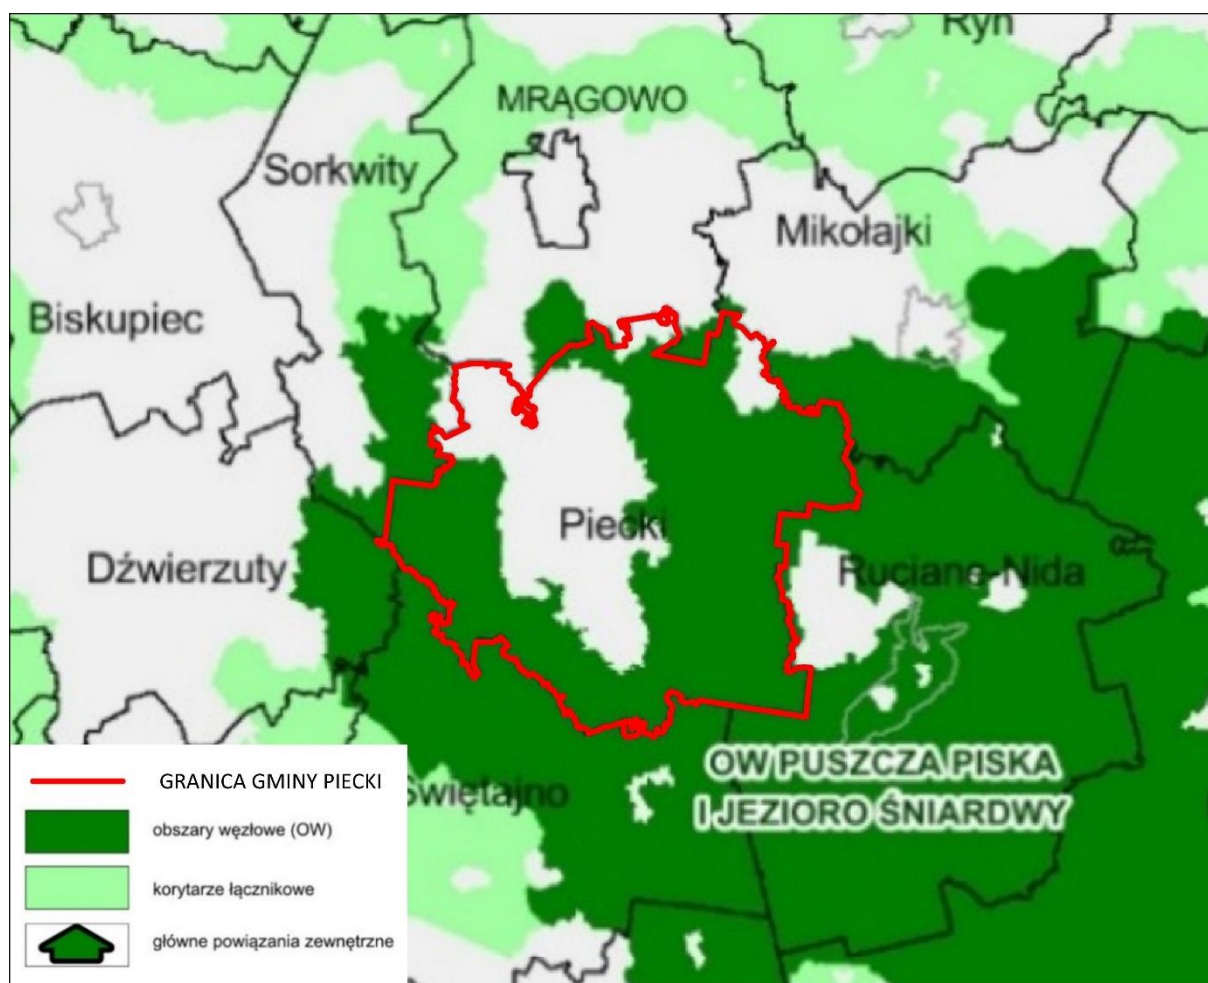 Ryn
MRĄGOWO
Sorkwity
Mikołajki
Biskupiec
Piecki
Dźwierzuty
Ruciane-Nida
OW PUSZCZA PISKA
I JEZIORO ŚNIARDWY
Świętajno
GRANICA GMINY PIECKI
obszary węzłowe (OW)
korytarze łącznikowe
główne powiązania zewnętrzne